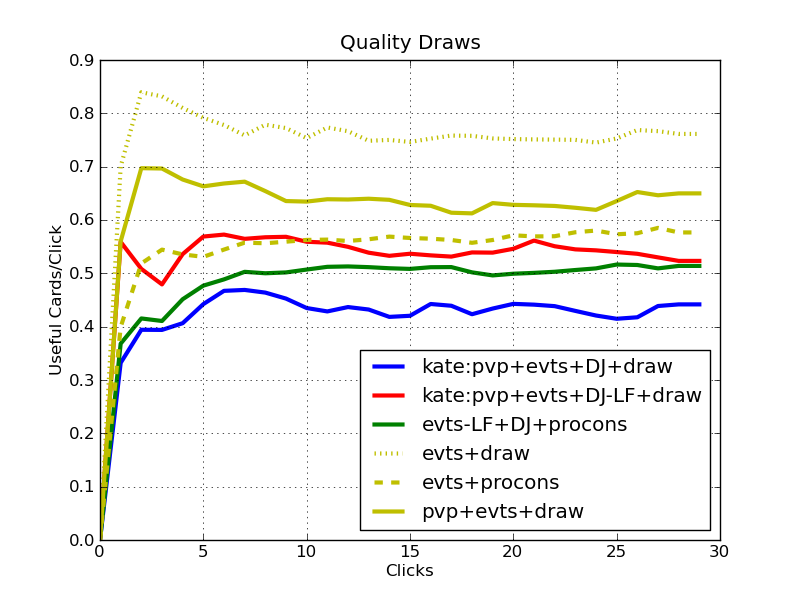 Quality Draws
Useful Cards/Click
0.9
0.8
0.7
0.6
0.5
0.4
0.3
0.2
0.1
0.0
kate:pvp+evts+DJ+draw
kate:pvp+evts+DJ-LF+draw
evts-LF+DJ+procons
evts+draw
evts+procons
pvp+evts+draw
0 5 10 15 20 25 30
Clicks